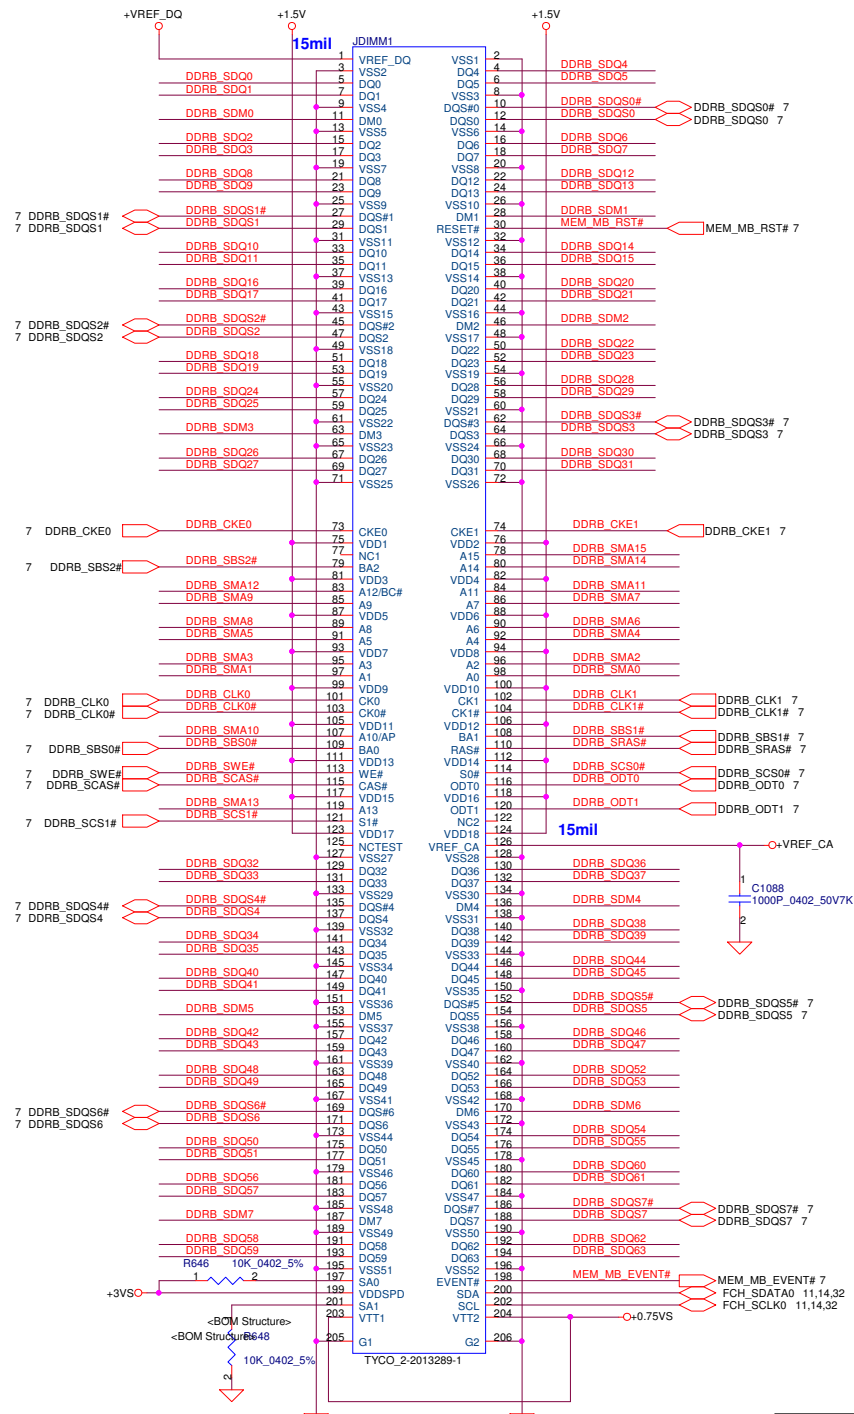 +VREF_DQ +1.5V +1.5V
15mil JDIMM1
1 VREF_DQ VSS1 2
3 VSS2 DQ4 4 DDRB_SDQ4
DDRB_SDQ0 5 DQ0 DQ5 6 DDRB_SDQ5
DDRB_SDQ1 7 DQ1 VSS3 8
9 VSS4 DQS#0 10 DDRB_SDQS0# DDRB_SDQS0# 7
DDRB_SDM0 11 DM0 DQS0 12 DDRB_SDQS0 DDRB_SDQS0 7
13 VSS5 VSS6 14
DDRB_SDQ2 15 DQ2 DQ6 16 DDRB_SDQ6
DDRB_SDQ3 17 DQ3 DQ7 18 DDRB_SDQ7
19 VSS7 VSS8 20
DDRB_SDQ8 21 DQ8 DQ12 22 DDRB_SDQ12
DDRB_SDQ9 23 DQ9 DQ13 24 DDRB_SDQ13
25 VSS9 VSS10 26
7 DDRB_SDQS1# DDRB_SDQS1# 27 DQS#1 DM1 28 DDRB_SDM1
7 DDRB_SDQS1 DDRB_SDQS1 29 DQS1 RESET# 30 MEM_MB_RST# MEM_MB_RST# 7
31 VSS11 VSS12 32
DDRB_SDQ10 33 DQ10 DQ14 34 DDRB_SDQ14
DDRB_SDQ11 35 DQ11 DQ15 36 DDRB_SDQ15
37 VSS13 VSS14 38
DDRB_SDQ16 39 DQ16 DQ20 40 DDRB_SDQ20
DDRB_SDQ17 41 DQ17 DQ21 42 DDRB_SDQ21
43 VSS15 VSS16 44
7 DDRB_SDQS2# DDRB_SDQS2# 45 DQS#2 DM2 46 DDRB_SDM2
7 DDRB_SDQS2 DDRB_SDQS2 47 DQS2 VSS17 48
49 VSS18 DQ22 50 DDRB_SDQ22
DDRB_SDQ18 51 DQ18 DQ23 52 DDRB_SDQ23
DDRB_SDQ19 53 DQ19 VSS19 54
55 VSS20 DQ28 56 DDRB_SDQ28
DDRB_SDQ24 57 DQ24 DQ29 58 DDRB_SDQ29
DDRB_SDQ25 59 DQ25 VSS21 60
61 VSS22 DQS#3 62 DDRB_SDQS3# DDRB_SDQS3# 7
DDRB_SDM3 63 DM3 DQS3 64 DDRB_SDQS3 DDRB_SDQS3 7
65 VSS23 VSS24 66
DDRB_SDQ26 67 DQ26 DQ30 68 DDRB_SDQ30
DDRB_SDQ27 69 DQ27 DQ31 70 DDRB_SDQ31
71 VSS25 VSS26 72
7 DDRB_CKE0 DDRB_CKE0 73 CKE0 CKE1 74 DDRB_CKE1 DDRB_CKE1 7
75 VDD1 VDD2 76
77 NC1 A15 78 DDRB_SMA15
7 DDRB_SBS2# DDRB_SBS2# 79 BA2 A14 80 DDRB_SMA14
81 VDD3 VDD4 82
DDRB_SMA12 83 A12/BC# A11 84 DDRB_SMA11
DDRB_SMA9 85 A9 A7 86 DDRB_SMA7
87 VDD5 VDD6 88
DDRB_SMA8 89 A8 A6 90 DDRB_SMA6
DDRB_SMA5 91 A5 A4 92 DDRB_SMA4
93 VDD7 VDD8 94
DDRB_SMA3 95 A3 A2 96 DDRB_SMA2
DDRB_SMA1 97 A1 A0 98 DDRB_SMA0
99 VDD9 VDD10 100
7 DDRB_CLK0 DDRB_CLK0 101 CK0 CK1 102 DDRB_CLK1 DDRB_CLK1 7
7 DDRB_CLK0# DDRB_CLK0# 103 CK0# CK1# 104 DDRB_CLK1# DDRB_CLK1# 7
105 VDD11 VDD12 106
DDRB_SMA10 107 A10/AP BA1 108 DDRB_SBS1# DDRB_SBS1# 7
7 DDRB_SBS0# DDRB_SBS0# 109 BA0 RAS# 110 DDRB_SRAS# DDRB_SRAS# 7
111 VDD13 VDD14 112
7 DDRB_SWE# DDRB_SWE# 113 WE# S0# 114 DDRB_SCS0# DDRB_SCS0# 7
7 DDRB_SCAS# DDRB_SCAS# 115 CAS# ODT0 116 DDRB_ODT0 DDRB_ODT0 7
117 VDD15 VDD16 118
DDRB_SMA13 119 A13 ODT1 120 DDRB_ODT1 DDRB_ODT1 7
7 DDRB_SCS1# DDRB_SCS1# 121 S1# NC2 122
123 VDD17 VDD18 124 15mil
125 NCTEST VREF_CA 126 +VREF_CA
127 VSS27 VSS28 128
DDRB_SDQ32 129 DQ32 DQ36 130 DDRB_SDQ36
DDRB_SDQ33 131 DQ33 DQ37 132 DDRB_SDQ37 1
133 VSS29 VSS30 134 C1088
7 DDRB_SDQS4# DDRB_SDQS4# 135 DQS#4 DM4 136 DDRB_SDM4 1000P_0402_50V7K
7 DDRB_SDQS4 DDRB_SDQS4 137 DQS4 VSS31 138 2
139 VSS32 DQ38 140 DDRB_SDQ38
DDRB_SDQ34 141 DQ34 DQ39 142 DDRB_SDQ39
DDRB_SDQ35 143 DQ35 VSS33 144
145 VSS34 DQ44 146 DDRB_SDQ44
DDRB_SDQ40 147 DQ40 DQ45 148 DDRB_SDQ45
DDRB_SDQ41 149 DQ41 VSS35 150
151 VSS36 DQS#5 152 DDRB_SDQS5# DDRB_SDQS5# 7
DDRB_SDM5 153 DM5 DQS5 154 DDRB_SDQS5 DDRB_SDQS5 7
155 VSS37 VSS38 156
DDRB_SDQ42 157 DQ42 DQ46 158 DDRB_SDQ46
DDRB_SDQ43 159 DQ43 DQ47 160 DDRB_SDQ47
161 VSS39 VSS40 162
DDRB_SDQ48 163 DQ48 DQ52 164 DDRB_SDQ52
DDRB_SDQ49 165 DQ49 DQ53 166 DDRB_SDQ53
167 VSS41 VSS42 168
7 DDRB_SDQS6# DDRB_SDQS6# 169 DQS#6 DM6 170 DDRB_SDM6
7 DDRB_SDQS6 DDRB_SDQS6 171 DQS6 VSS43 172
173 VSS44 DQ54 174 DDRB_SDQ54
DDRB_SDQ50 175 DQ50 DQ55 176 DDRB_SDQ55
DDRB_SDQ51 177 DQ51 VSS45 178
179 VSS46 DQ60 180 DDRB_SDQ60
DDRB_SDQ56 181 DQ56 DQ61 182 DDRB_SDQ61
DDRB_SDQ57 183 DQ57 VSS47 184
185 VSS48 DQS#7 186 DDRB_SDQS7# DDRB_SDQS7# 7
DDRB_SDM7 187 DM7 DQS7 188 DDRB_SDQS7 DDRB_SDQS7 7
189 VSS49 VSS50 190
DDRB_SDQ58 191 DQ58 DQ62 192 DDRB_SDQ62
DDRB_SDQ59 193 DQ59 DQ63 194 DDRB_SDQ63
R646 10K_0402_5% 195 VSS51 VSS52 196
1 2 197 SA0 EVENT# 198 MEM_MB_EVENT# MEM_MB_EVENT# 7
+3VS 199 VDDSPD SDA 200 FCH_SDATA0 11,14,32
201 SA1 SCL 202 FCH_SCLK0 11,14,32
1 <BOM Structure> 203 VTT1 VTT2 204 +0.75VS
<BOM Structure> R648 205 G1 G2 206
10K_0402_5% TYCO_2-2013289-1
2